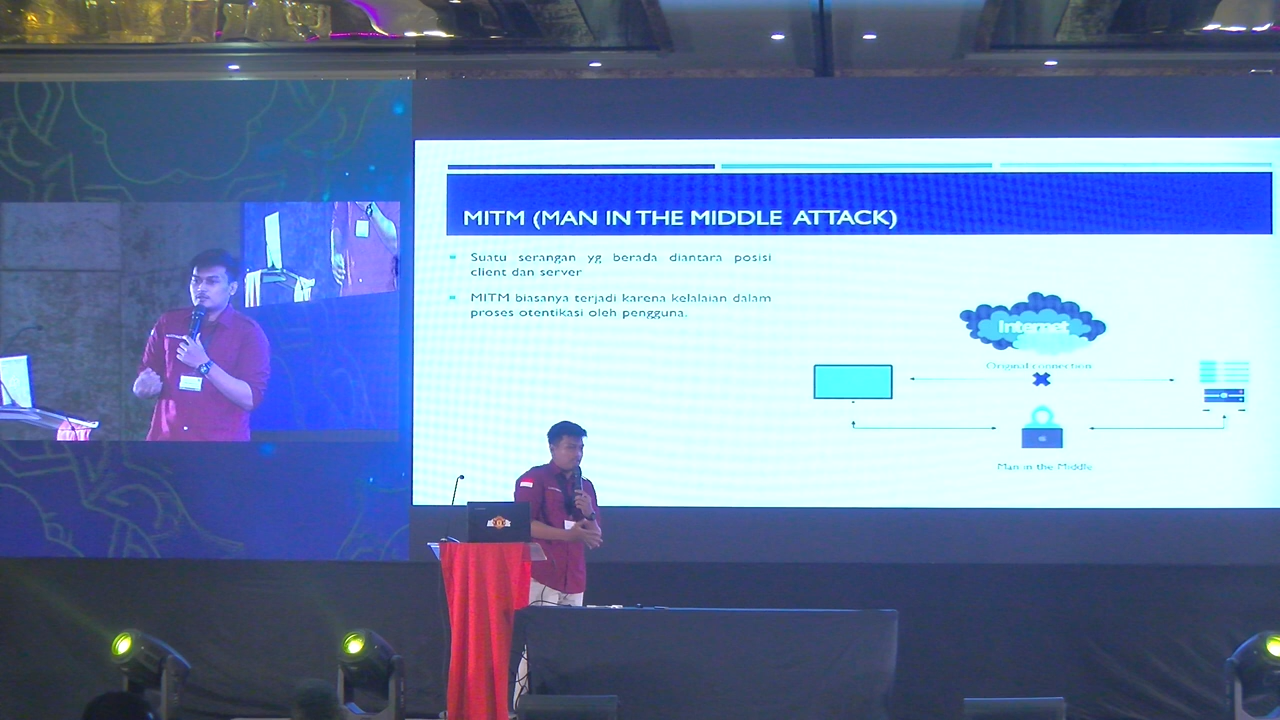 MITM (MAN IN THE MIDDLE ATTACK)
Suatu serangan yg berada diantara posisi
client dan server
MITM biasanya terjadi karena kelalaian dalam
proses otentikasi oleh pengguna.
Internet
Original connection
Man in the Middle